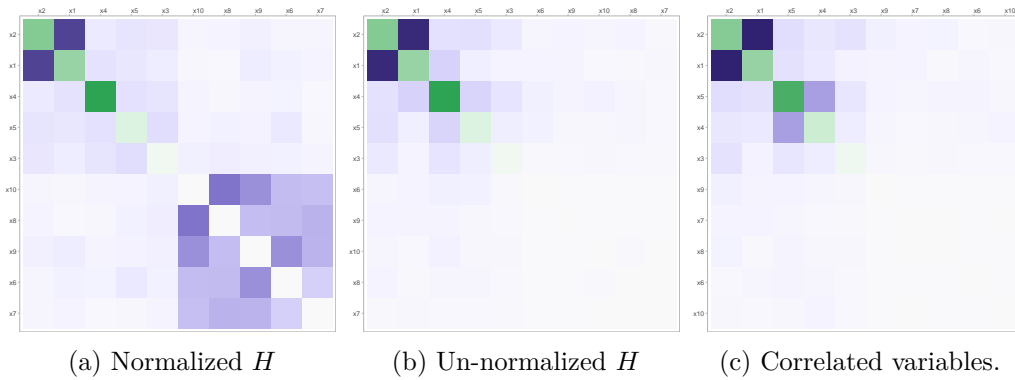 x2 x1 x4 x5 x3 x10 x8 x9 x6 x7
x2
x1
x4
x5
x3
x10
x8
x9
x6
x7
(a) Normalized H
x2 x1 x4 x5 x3 x6 x9 x10 x8 x7
x2
x1
x4
x5
x3
x6
x9
x10
x8
x7
(b) Un-normalized H
x2 x1 x5 x4 x3 x9 x7 x8 x6 x10
x2
x1
x5
x4
x3
x9
x7
x8
x6
x10
(c) Correlated variables.